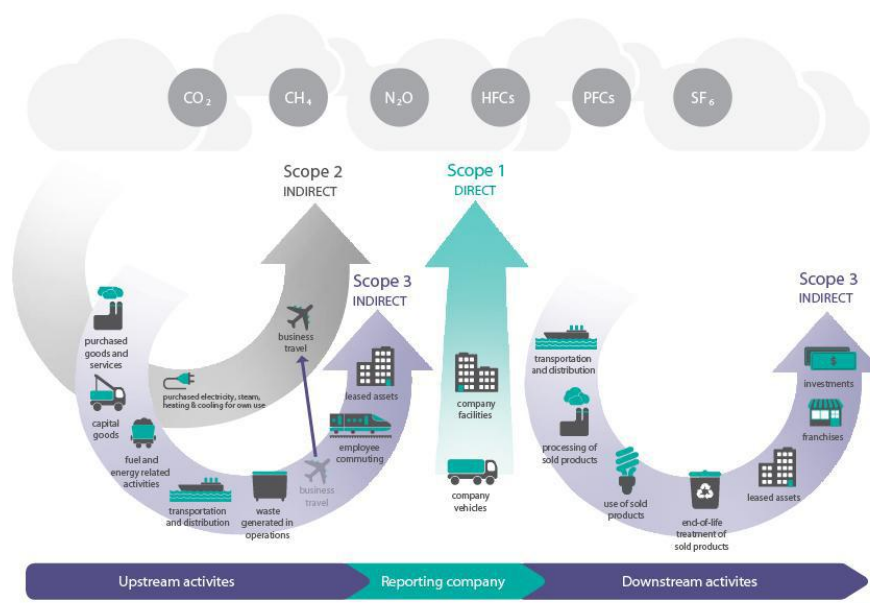 CO2
CH4
N2O
HFCs
PFCs
SF6
Scope 2
INDIRECT
Scope 1
DIRECT
Scope 3
INDIRECT
Scope 3
INDIRECT
purchased
goods and
services
capital
goods
fuel and
energy related
activities
transportation
and distribution
waste
generated in
operations
business
travel
purchased electricity, steam,
heating & cooling for own use
business
travel
employee
commuting
leased assets
company
facilities
company
vehicles
transportation
and distribution
processing of
sold products
use of sold
products
end-of-life
treatment of
sold products
leased assets
franchises
investments
Upstream activites
Reporting company
Downstream activites